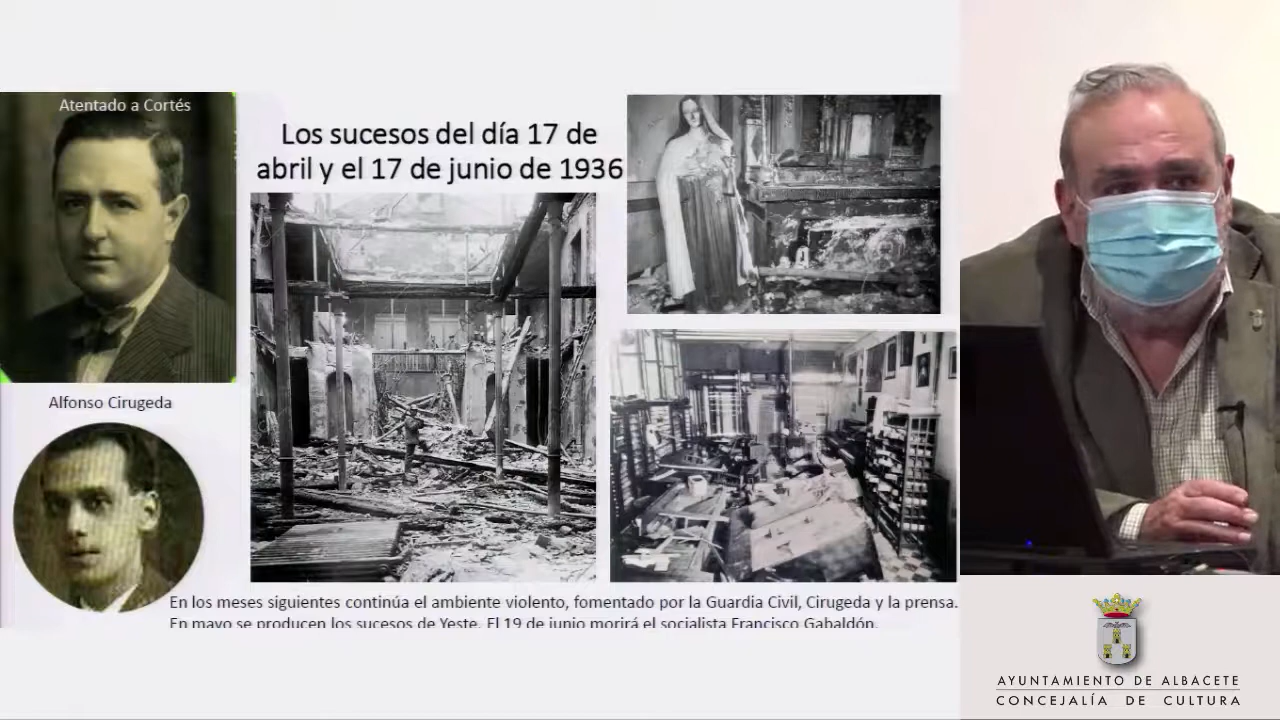 Atentado a Cortés
Los sucesos del día 17 de
abril y el 17 de junio de 1936
Alfonso Cirugeda
En los meses siguientes continúa el ambiente violento, fomentado por la Guardia Civil, Cirugeda y la prensa.
En mayo se producen los sucesos de Yeste. El 19 de junio morirá el socialista Francisco Gabaldón.
AYUNTAMIENTO DE ALBACETE
CONCEJALÍA DE CULTURA